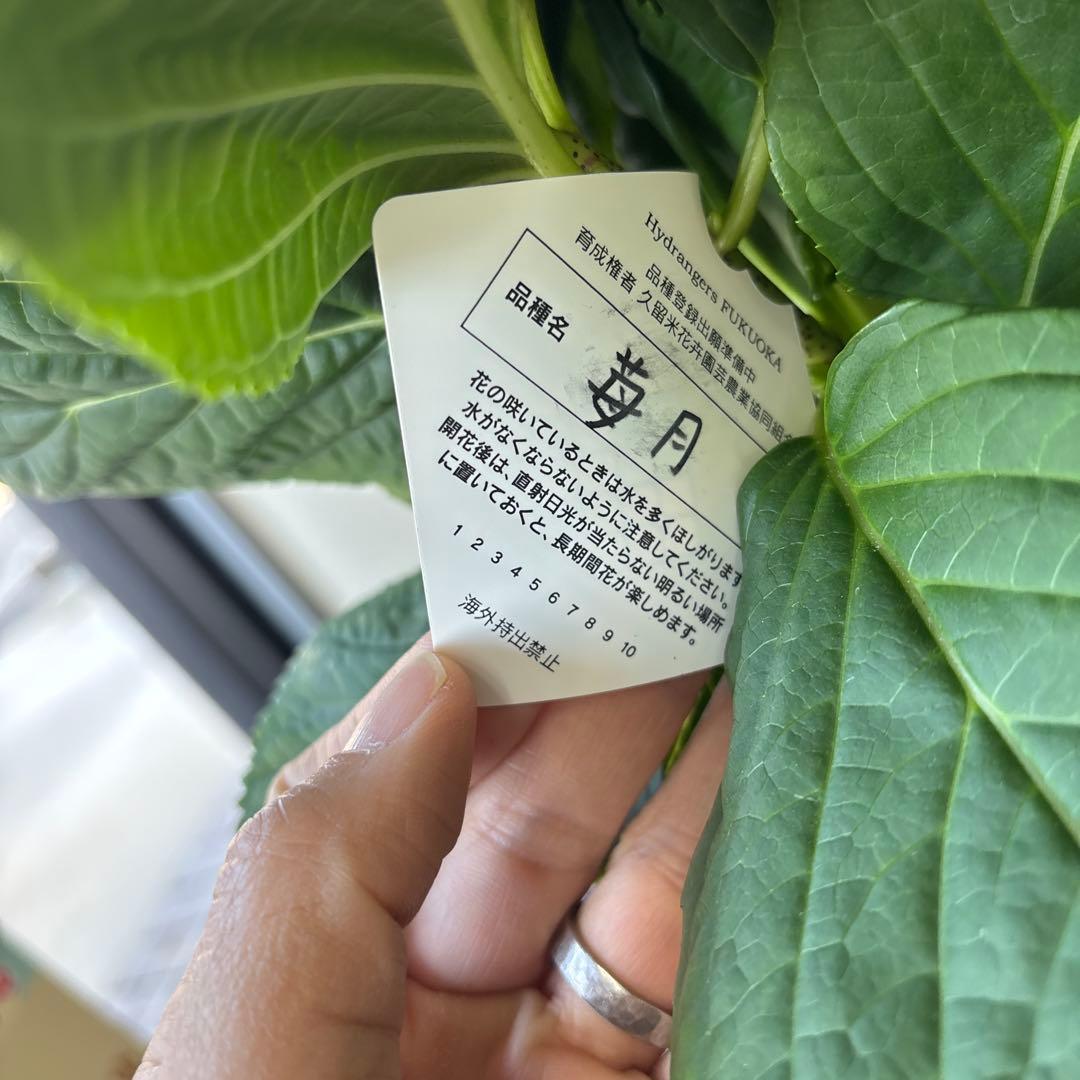 Hydrangers FUKUOKA
品種登録出願準備中
育成権者 久留米花卉園芸農業協同組合
品種名 苺月
花の咲いているときは水を多くほしがります
水がなくならないように注意してください。
開花後は、直射日光が当たらない明るい場所
に置いておくと、長期間花が楽しめます。
1 2 3 4 5 6 7 8 9 10
海外持出禁止